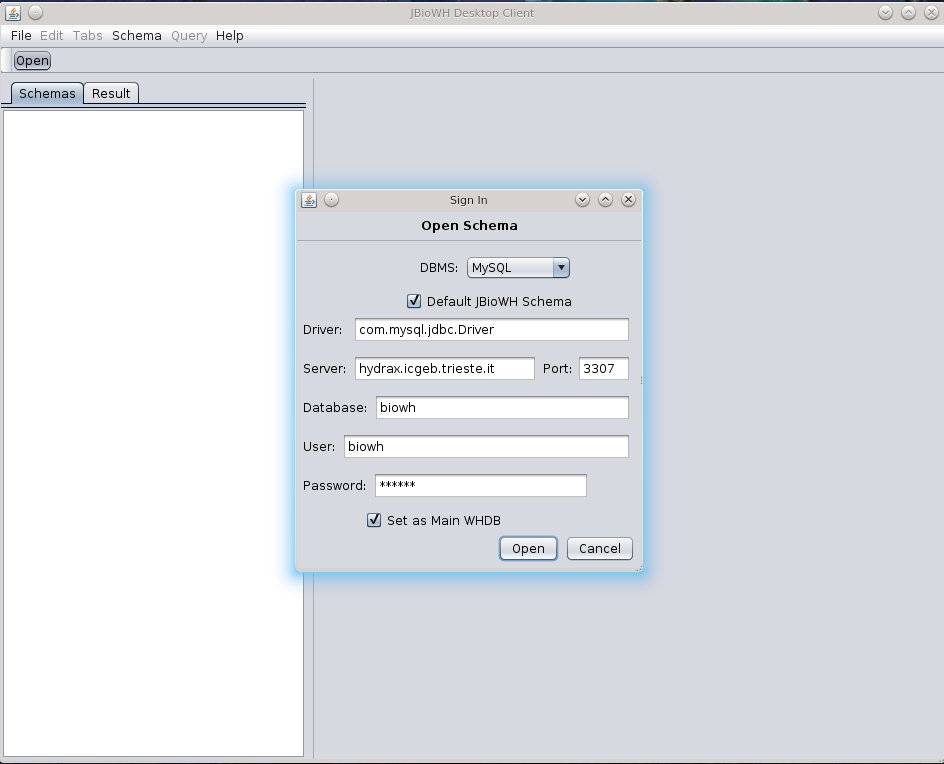 JBioWH Desktop Client
File Edit Tabs Schema Query Help
Open
Schemas Result
Sign In
Open Schema
DBMS: MySQL
Default JBioWH Schema
Driver: com.mysql.jdbc.Driver
Server: hydrax.icgeb.trieste.it Port: 3307
Database: biowh
User: biowh
Password: ******
Set as Main WHDB
Open Cancel